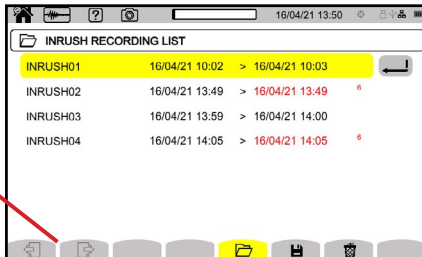 ? 16/04/21 13:50
INRUSH RECORDING LIST
INRUSH01 16/04/21 10:02 > 16/04/21 10:03
INRUSH02 16/04/21 13:49 > 16/04/21 13:49 6
INRUSH03 16/04/21 13:59 > 16/04/21 14:00
INRUSH04 16/04/21 14:05 > 16/04/21 14:05 6